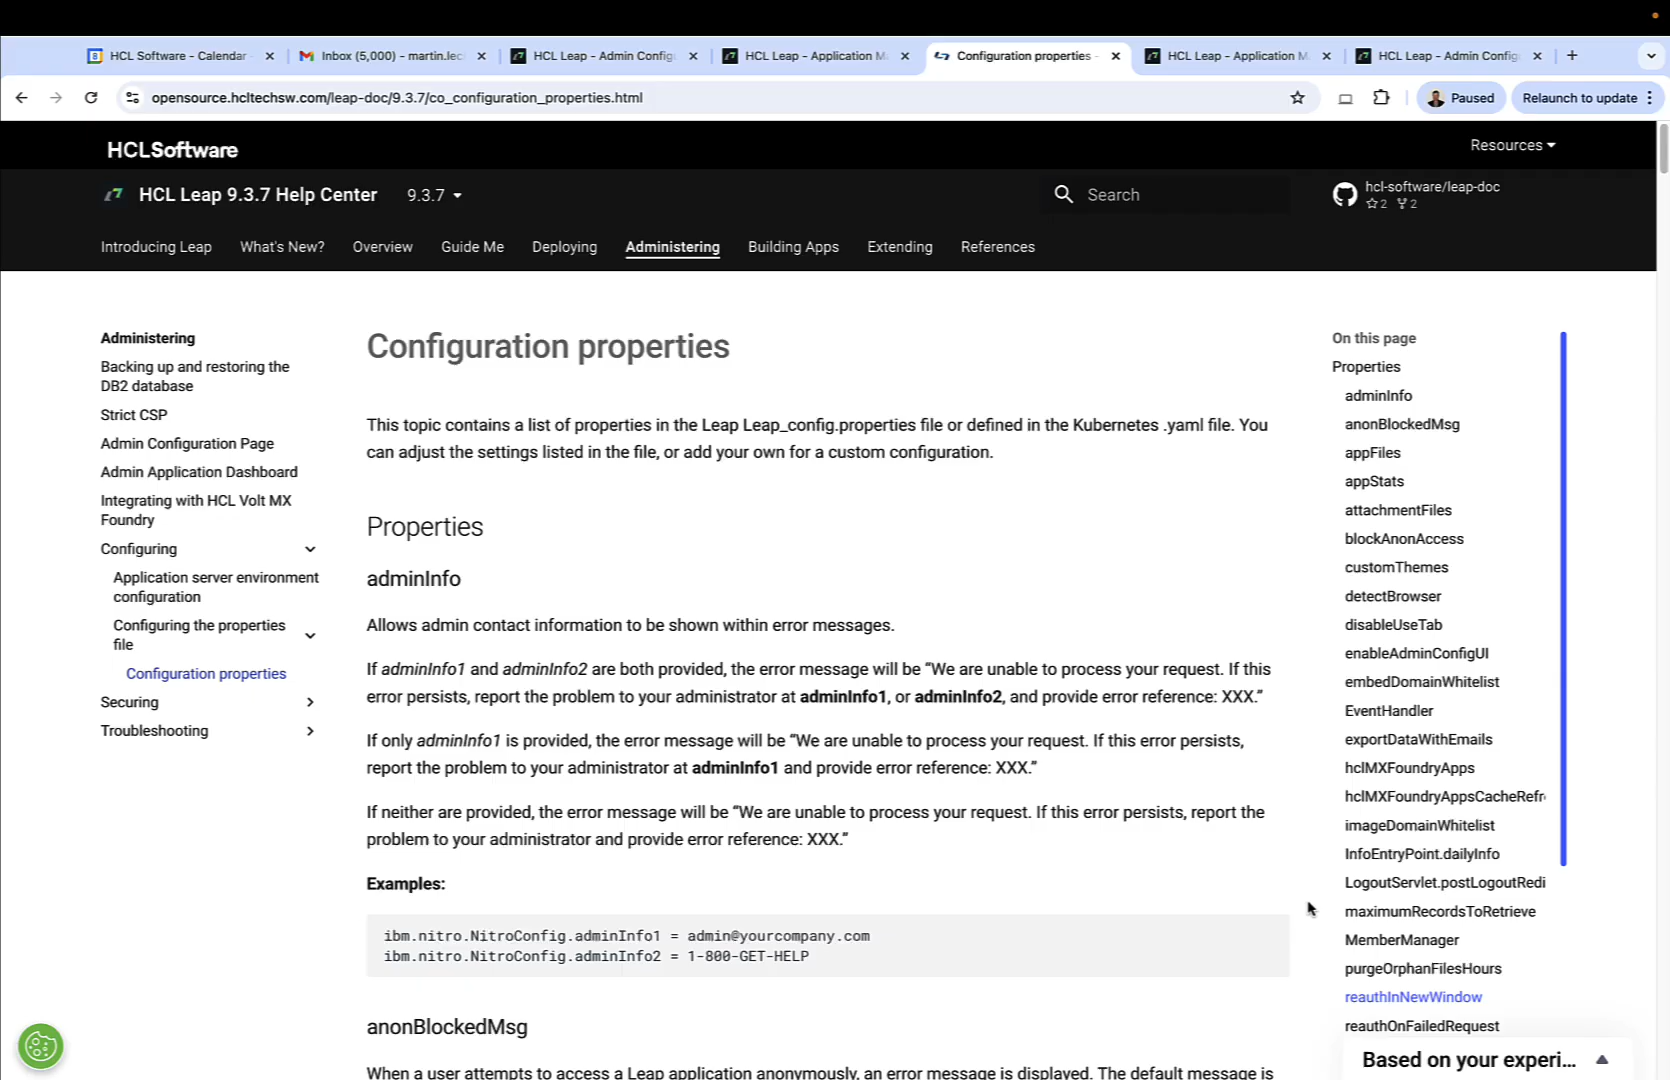 HCL Software - Calendar
Inbox (5,000) - martin.lec
HCL Leap - Admin Config
HCL Leap - Application M
Configuration properties -
HCL Leap - Application M
HCL Leap - Admin Config
opensource.hcltechsw.com/leap-doc/9.3.7/co_configuration_properties.html
Paused
Relaunch to update
HCLSoftware
Resources
HCL Leap 9.3.7 Help Center
9.3.7
Search
hcl-software/leap-doc
2 2
Introducing Leap
What's New?
Overview
Guide Me
Deploying
Administering
Building Apps
Extending
References
Administering
Backing up and restoring the
DB2 database
Strict CSP
Admin Configuration Page
Admin Application Dashboard
Integrating with HCL Volt MX
Foundry
Configuring
Application server environment
configuration
Configuring the properties
file
Configuration properties
Securing
Troubleshooting
Configuration properties
This topic contains a list of properties in the Leap Leap_config.properties file or defined in the Kubernetes .yaml file. You
can adjust the settings listed in the file, or add your own for a custom configuration.
Properties
adminInfo
Allows admin contact information to be shown within error messages.
If adminInfo1 and adminInfo2 are both provided, the error message will be “We are unable to process your request. If this
error persists, report the problem to your administrator at adminInfo1, or adminInfo2, and provide error reference: XXX.”
If only adminInfo1 is provided, the error message will be “We are unable to process your request. If this error persists,
report the problem to your administrator at adminInfo1 and provide error reference: XXX.”
If neither are provided, the error message will be “We are unable to process your request. If this error persists, report the
problem to your administrator and provide error reference: XXX.”
Examples:
ibm.nitro.NitroConfig.adminInfo1 = admin@yourcompany.com
ibm.nitro.NitroConfig.adminInfo2 = 1-800-GET-HELP
anonBlockedMsg
When a user attempts to access a Leap application anonymously, an error message is displayed. The default message is
On this page
Properties
adminInfo
anonBlockedMsg
appFiles
appStats
attachmentFiles
blockAnonAccess
customThemes
detectBrowser
disableUseTab
enableAdminConfigUI
embedDomainWhitelist
EventHandler
exportDataWithEmails
hclMXFoundryApps
hclMXFoundryAppsCacheRefr
imageDomainWhitelist
InfoEntryPoint.dailyInfo
LogoutServlet.postLogoutRedi
maximumRecordsToRetrieve
MemberManager
purgeOrphanFilesHours
reauthInNewWindow
reauthOnFailedRequest
Based on your experi...